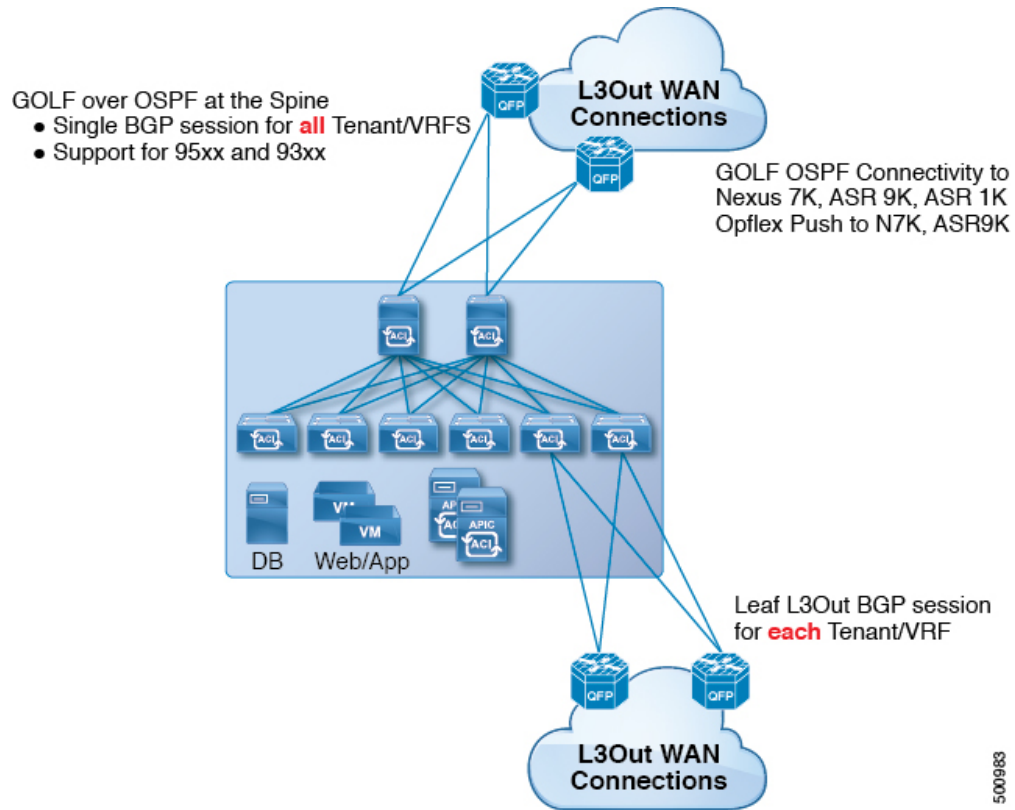 GOLF over OSPF at the Spine
● Single BGP session for all Tenant/VRFS
● Support for 95xx and 93xx
QFP
L3Out WAN
Connections
QFP
GOLF OSPF Connectivity to
Nexus 7K, ASR 9K, ASR 1K
Opflex Push to N7K, ASR9K
ACI
ACI
ACI
ACI
ACI
ACI
ACI
ACI
VM
VM
AC
APIC
ACI
DB
Web/App
Leaf L3Out BGP session
for each Tenant/VRF
QFP
QFP
L3Out WAN
Connections
500983